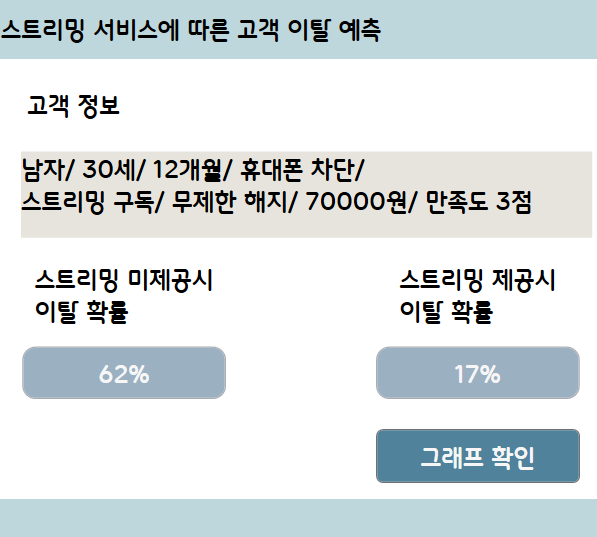 스트리밍 서비스에 따른 고객 이탈 예측
고객 정보
남자/ 30세/ 12개월/ 휴대폰 차단/
스트리밍 구독/ 무제한 해지/ 70000원/ 만족도 3점
스트리밍 미제공시
이탈 확률
62%
스트리밍 제공시
이탈 확률
17%
그래프 확인